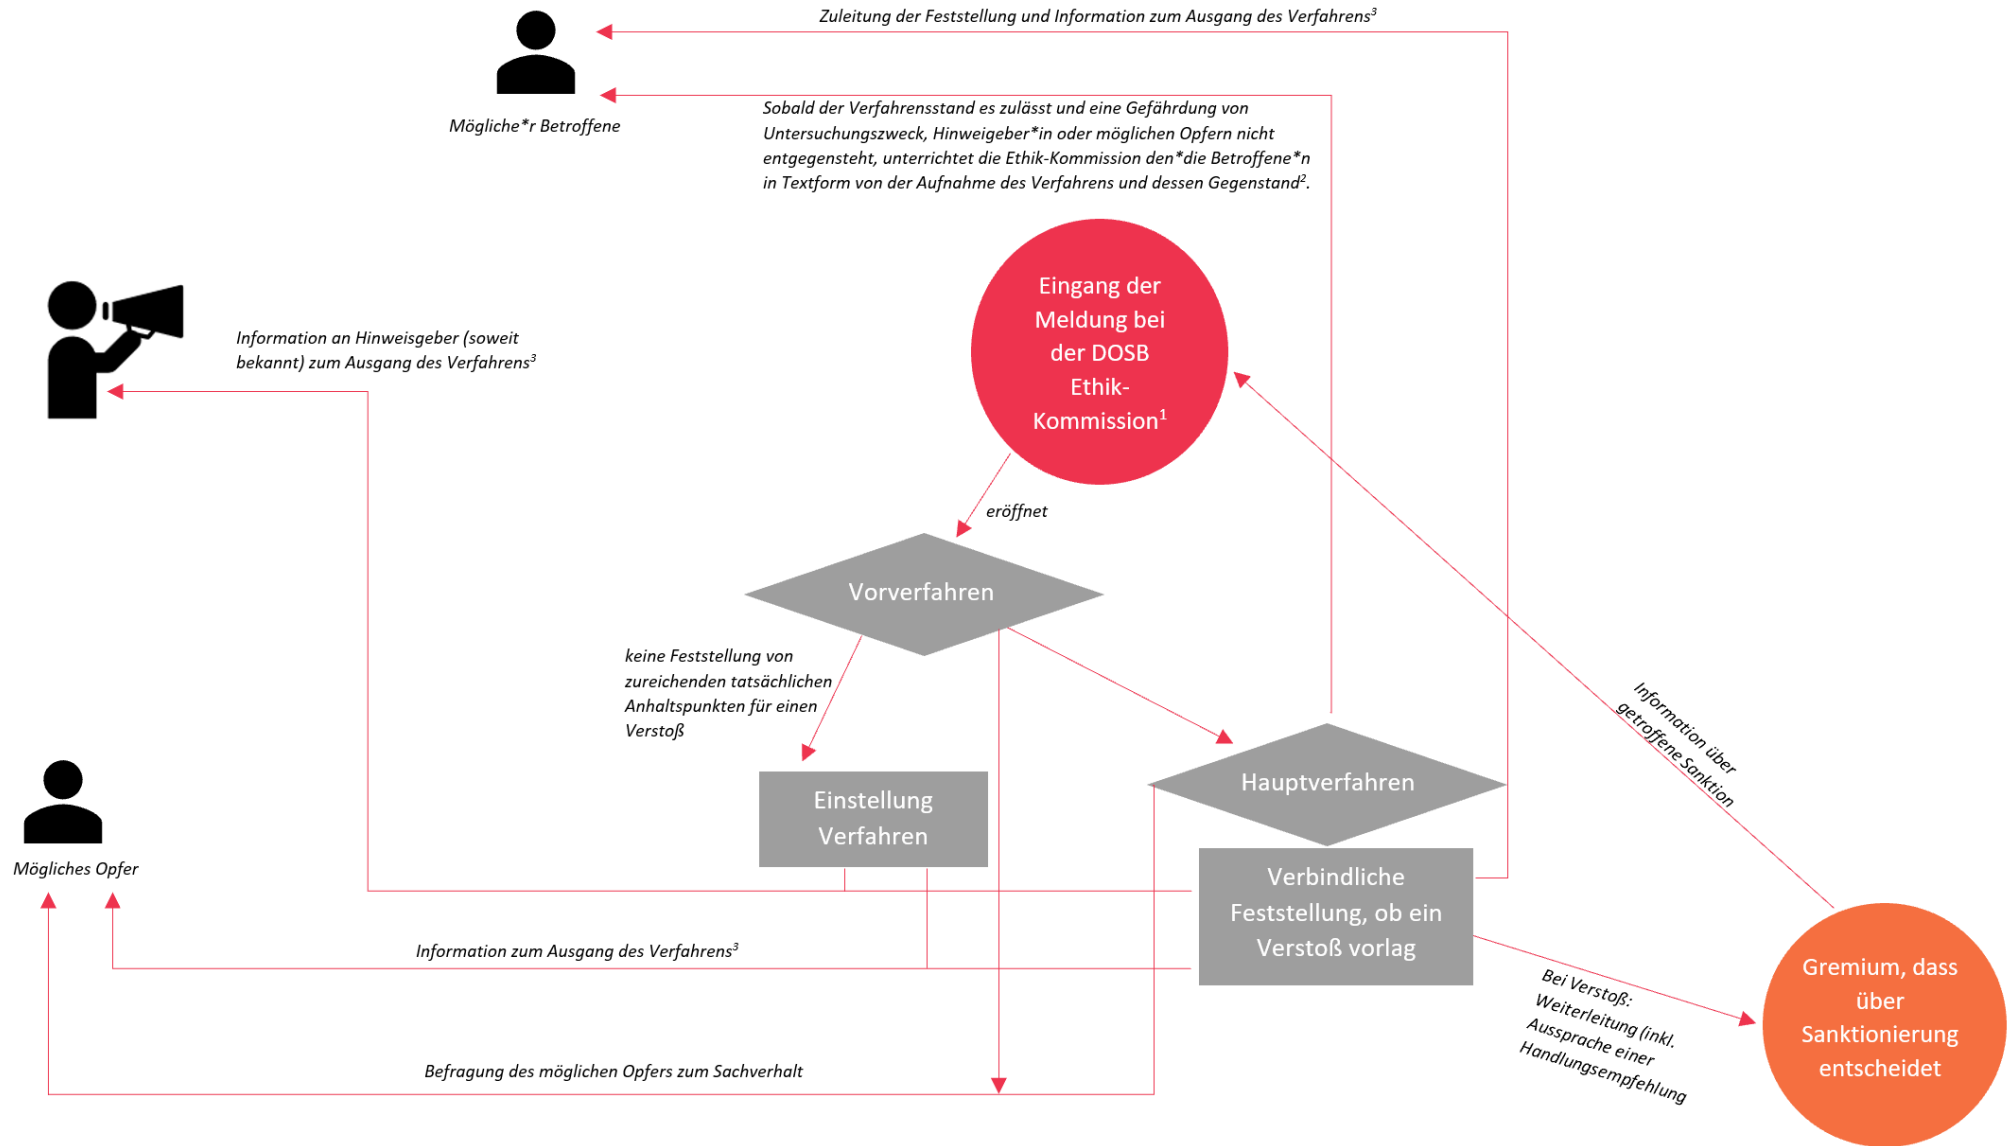 Zuleitung der Feststellung und Information zum Ausgang des Verfahrens³
Mögliche*r Betroffene
Sobald der Verfahrensstand es zulässt und eine Gefährdung von
Untersuchungszweck, Hinweigeber*in oder möglichen Opfern nicht
entgegensteht, unterrichtet die Ethik-Kommission den*die Betroffene*n
in Textform von der Aufnahme des Verfahrens und dessen Gegenstand².
Eingang der
Meldung bei
der DOSB
Ethik-
Kommission¹
Information an Hinweisgeber (soweit
bekannt) zum Ausgang des Verfahrens³
eröffnet
Vorverfahren
keine Feststellung von
zureichenden tatsächlichen
Anhaltspunkten für einen
Verstoß
Information über
getroffene Sanktion
Hauptverfahren
Einstellung
Verfahren
Mögliches Opfer
Verbindliche
Feststellung, ob ein
Verstoß vorlag
Information zum Ausgang des Verfahrens³
Bei Verstoß:
Weiterleitung (inkl.
Aussprache einer
Handlungsempfehlung
Gremium, dass
über
Sanktionierung
entscheidet
Befragung des möglichen Opfers zum Sachverhalt